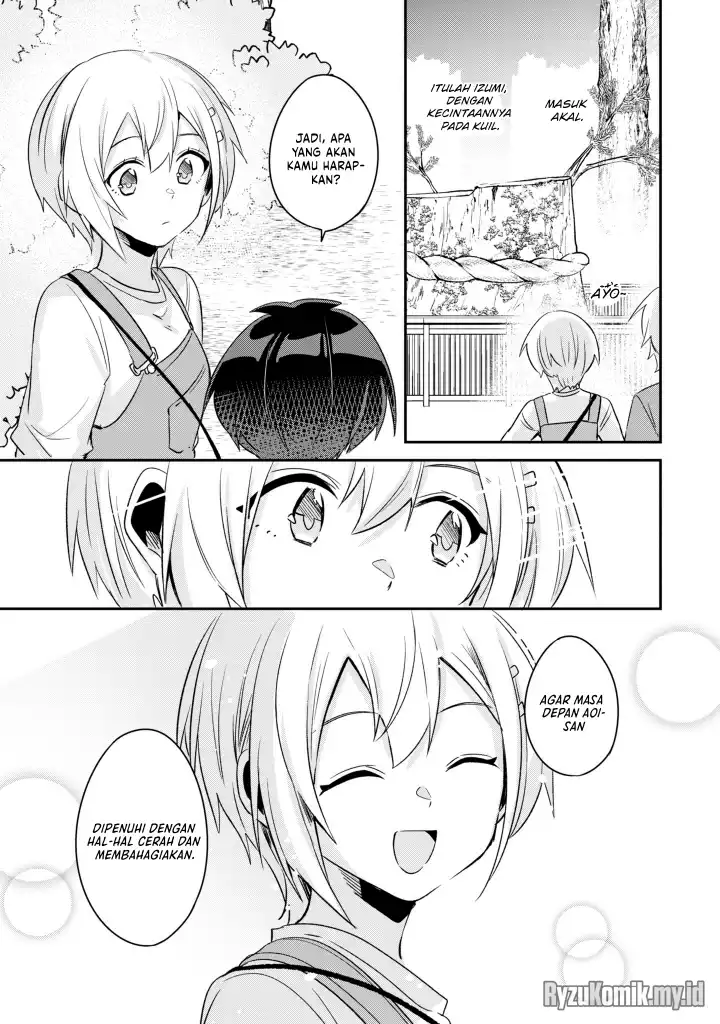 MASUK
AKAL.
ITULAH IZUMI,
DENGAN
KECINTAANNYA
PADA KUIL.
AYO~
JADI, APA
YANG AKAN
KAMU HARAP-
KAN?
AGAR MASA
DEPAN AOI-
SAN
DIPENUHI DENGAN
HAL-HAL CERAH DAN
MEMBAHAGIAKAN.
RyzuKomik.my.id